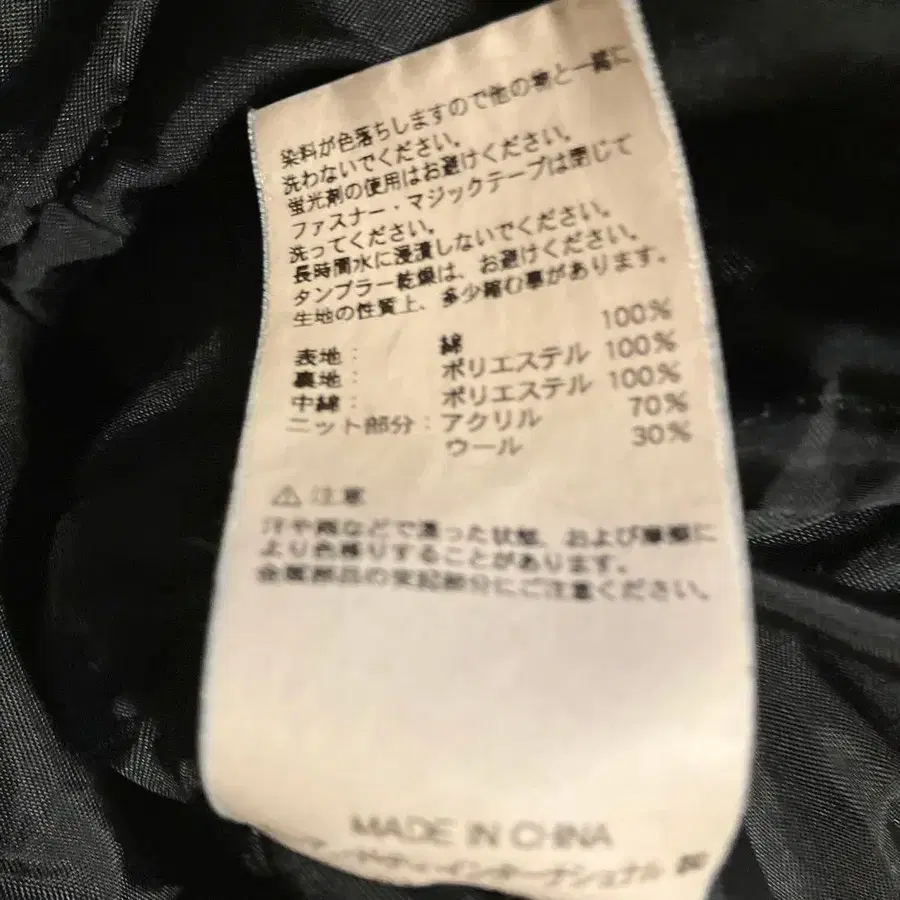 染料が色落ちしますので他の物と一緒に
洗わないでください。
蛍光剤の使用はお避けください。
ファスナー・マジックテープは閉じて
洗ってください。
長時間水に浸漬しないでください。
タンブラー乾燥は、お避けください。
生地の性質上、多少縮む事があります。
表地: 綿 100%
裏地: ポリエステル 100%
中綿: ポリエステル 100%
ニット部分: アクリル 70%
ウール 30%
⚠ 注意
汗や雨などで湿った状態、および摩擦に
より色移りすることがあります。
金属部品の突起部分にご注意ください。
MADE IN CHINA
インターナショナル